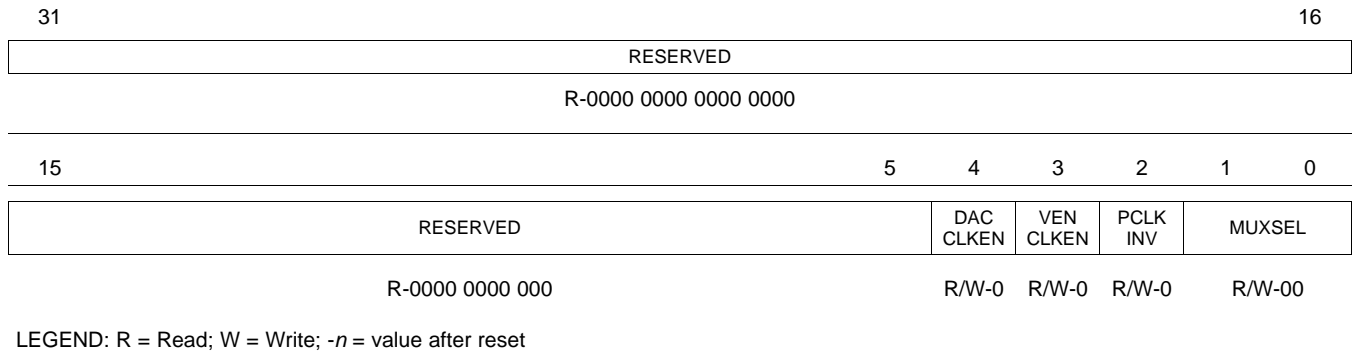 31 16
RESERVED
R-0000 0000 0000 0000
15 5 4 3 2 1 0
RESERVED DAC CLKEN VEN CLKEN PCLK INV MUXSEL
R-0000 0000 000 R/W-0 R/W-0 R/W-0 R/W-00
LEGEND: R = Read; W = Write; -n = value after reset